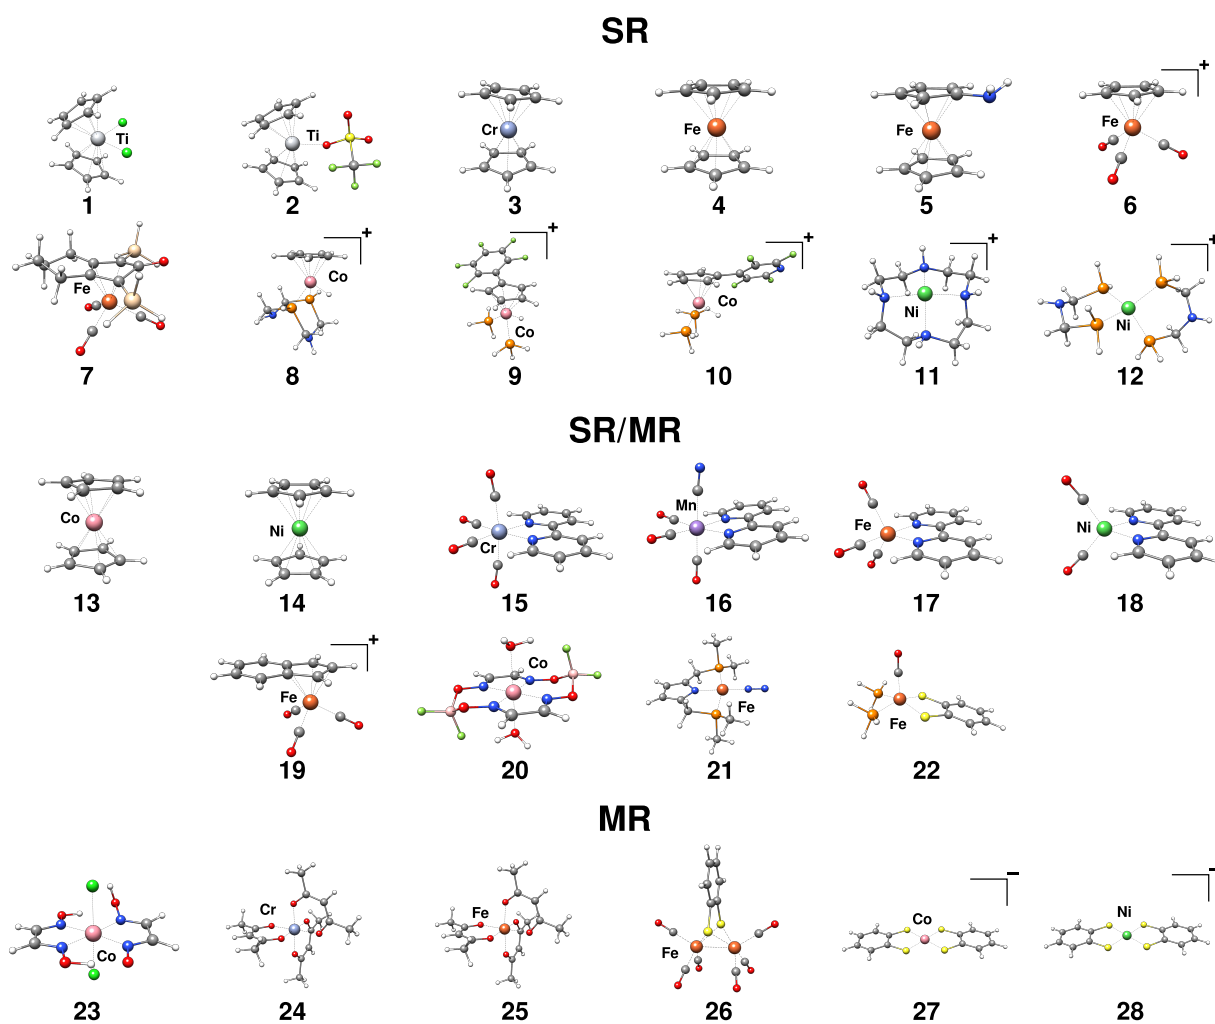 SR
Ti Ti Cr Fe Fe Fe +
1 2 3 4 5 6
Fe + Co + Co + Co + Ni + Ni
7 8 9 10 11 12
SR/MR
Co Ni Cr Mn Fe Ni
13 14 15 16 17 18
Fe + Co Fe Fe
19 20 21 22
MR
Co Cr Fe Fe Co − Ni −
23 24 25 26 27 28